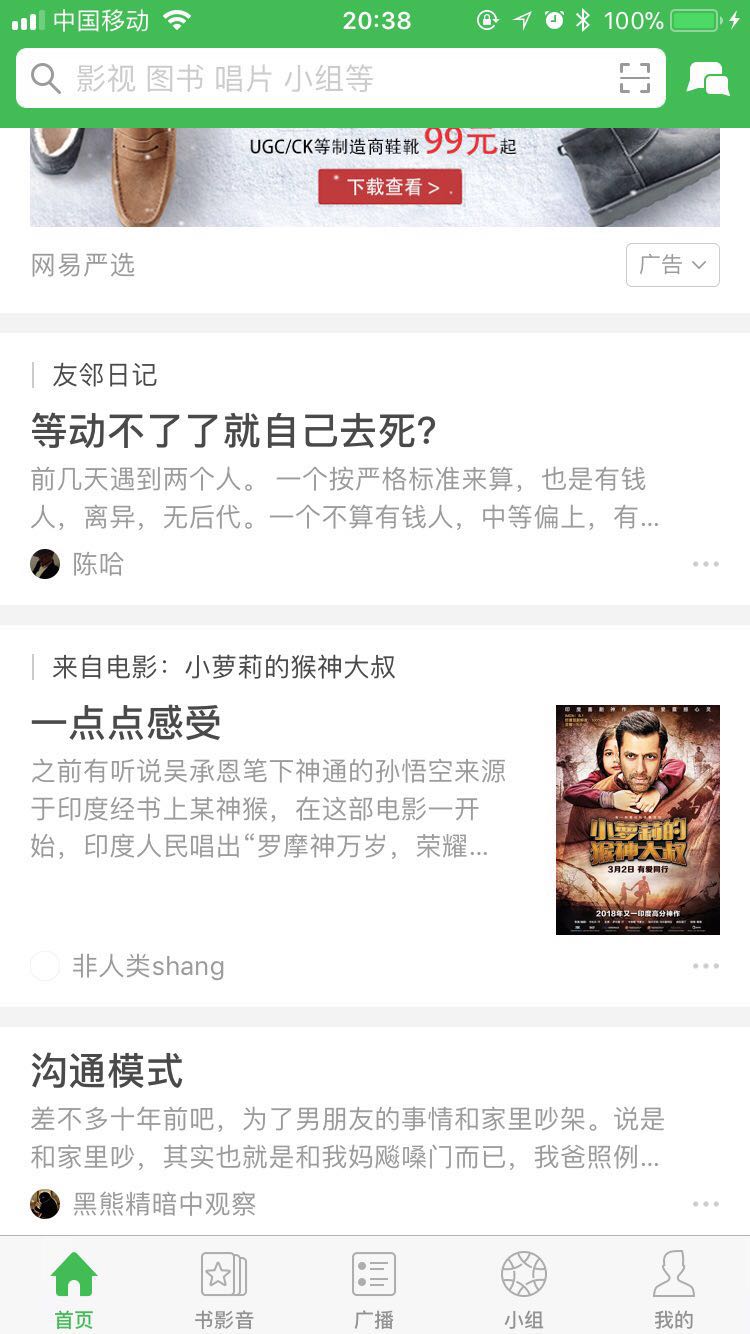 中国移动
20:38
100%
影视 图书 唱片 小组等
UGC/CK等制造商鞋靴 99元起
下载查看 >
网易严选
广告
友邻日记
等动不了了就自己去死?
前几天遇到两个人。 一个按严格标准来算，也是有钱
人，离异，无后代。一个不算有钱人，中等偏上，有...
陈哈
来自电影：小萝莉的猴神大叔
一点点感受
之前有听说吴承恩笔下神通的孙悟空来源
于印度经书上某神猴，在这部电影一开
始，印度人民唱出“罗摩神万岁，荣耀...
小萝莉的
猴神大叔
3月2日 有爱同行
2018年又一印度高分神作
非人类shang
沟通模式
差不多十年前吧，为了男朋友的事情和家里吵架。说是
和家里吵，其实也就是和我妈飚嗓门而已，我爸照例...
黑熊精暗中观察
首页
书影音
广播
小组
我的